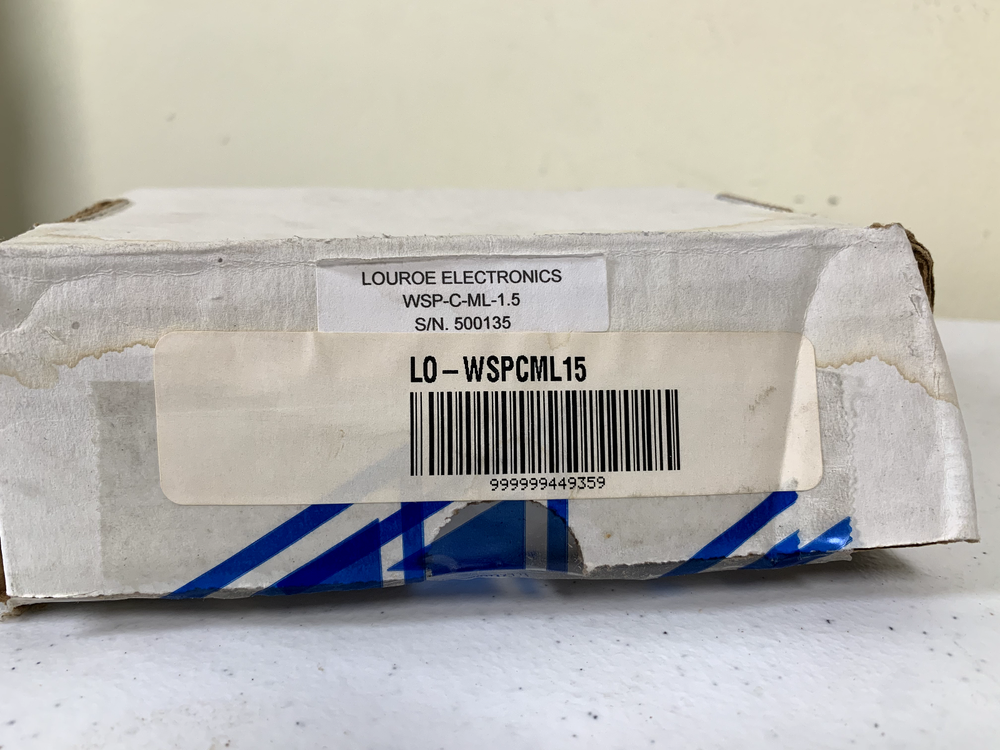 LOUROE ELECTRONICS
WSP-C-ML-1.5
S/N. 500135
LO-WSPCML15
999999449359